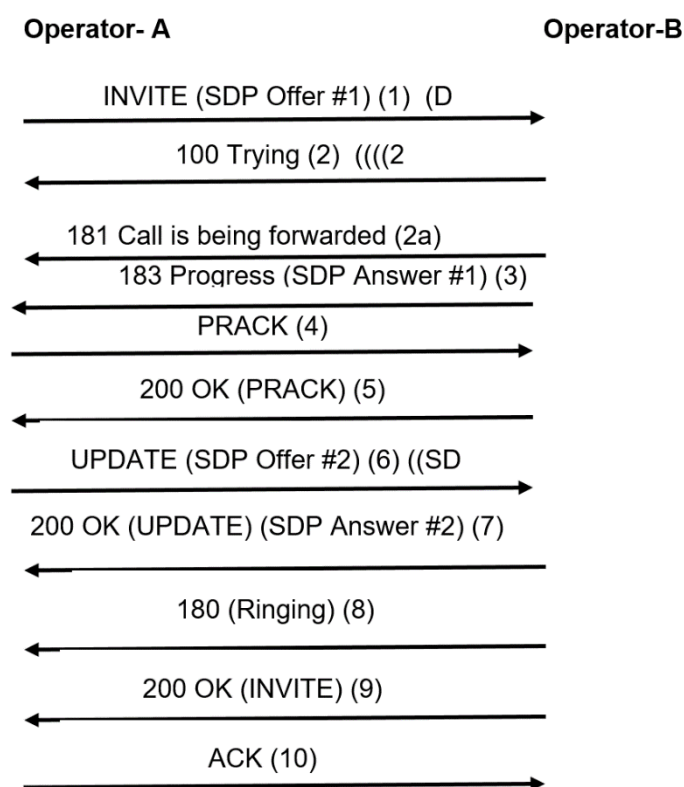 Operator- A Operator-B
INVITE (SDP Offer #1) (1) (D
100 Trying (2) ((((2
181 Call is being forwarded (2a)
183 Progress (SDP Answer #1) (3)
PRACK (4)
200 OK (PRACK) (5)
UPDATE (SDP Offer #2) (6) ((SD
200 OK (UPDATE) (SDP Answer #2) (7)
180 (Ringing) (8)
200 OK (INVITE) (9)
ACK (10)